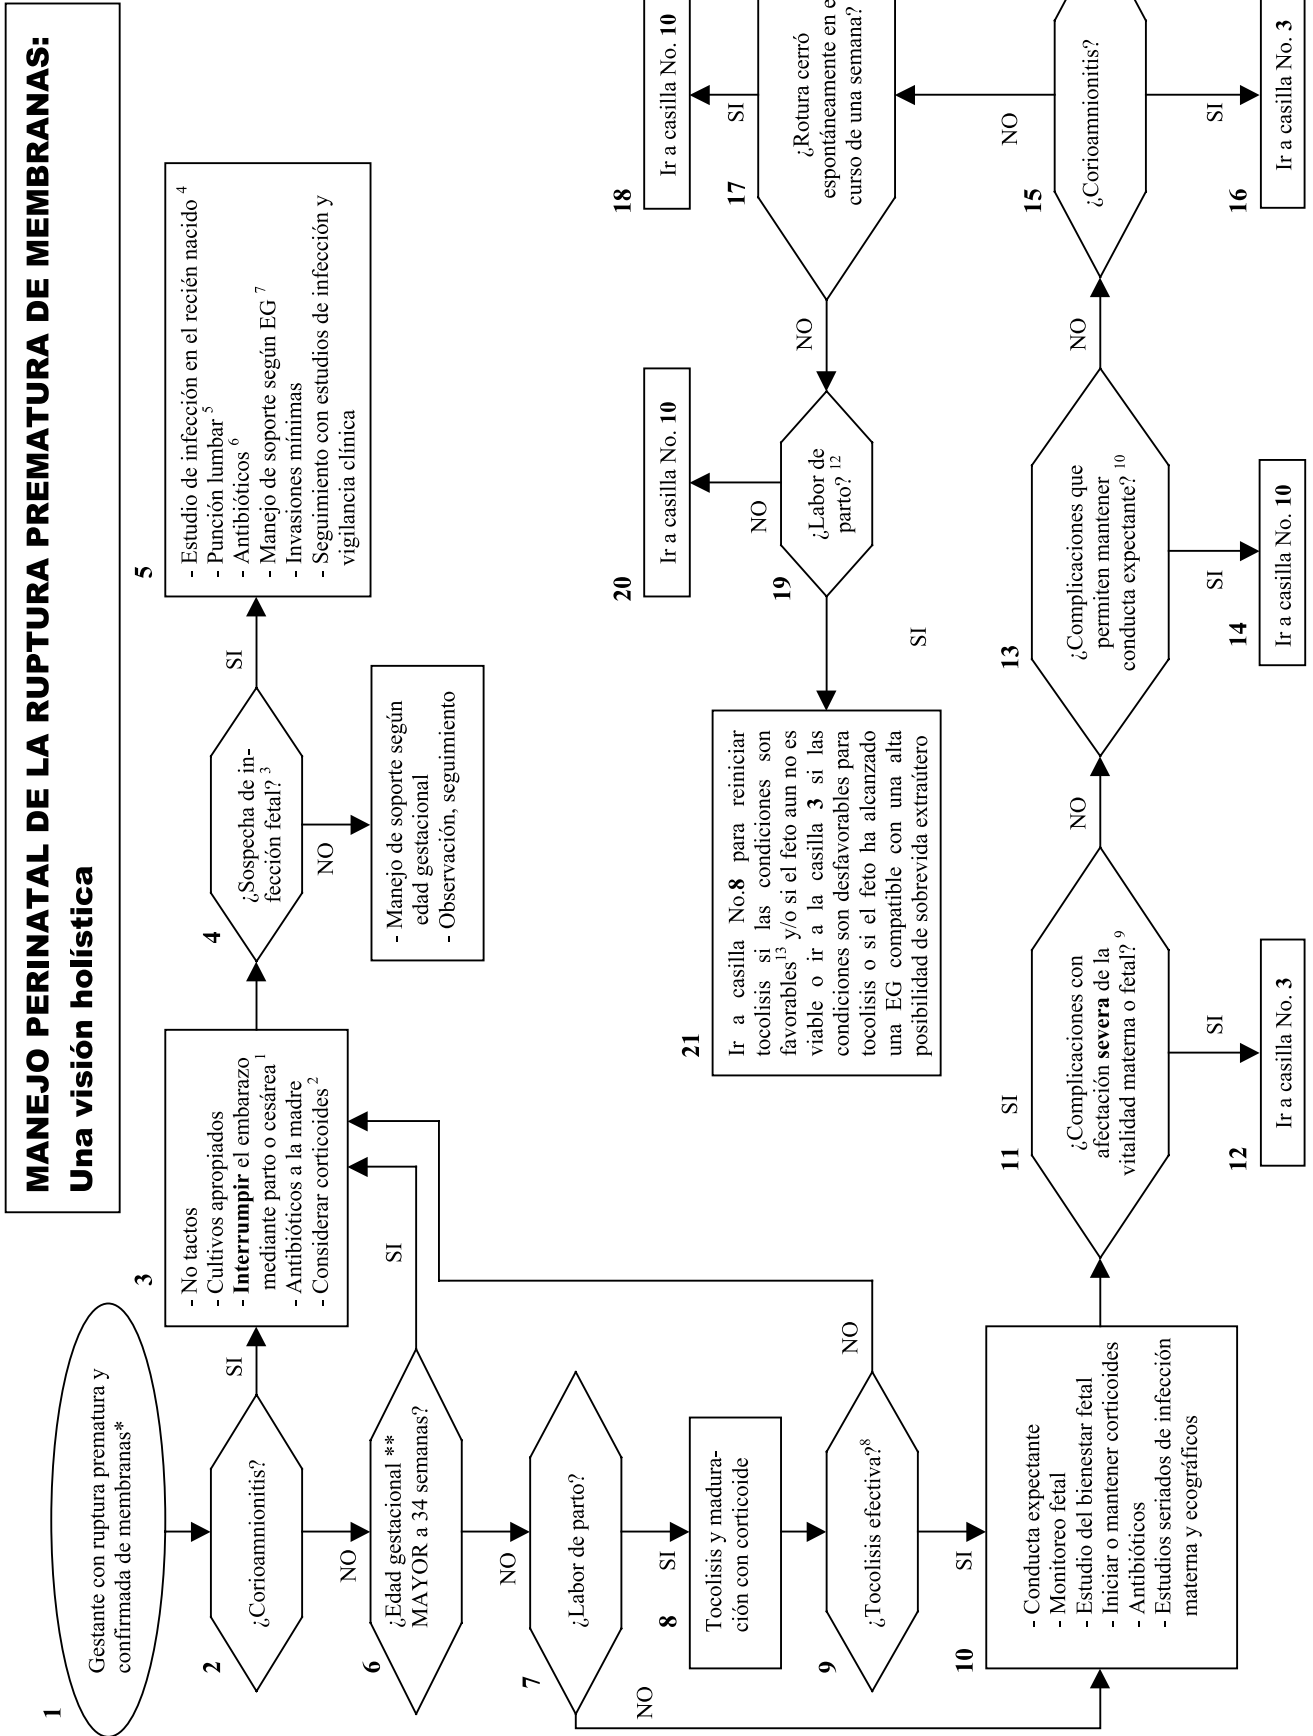 MANEJO PERINATAL DE LA RUPTURA PREMATURA DE MEMBRANAS:
Una visión holística
1
Gestante con ruptura prematura y
confirmada de membranas*
2
¿Corioamionitis?
SI
NO
3
- No tactos
- Cultivos apropiados
- Interrumpir el embarazo
mediante parto o cesárea 1
- Antibióticos a la madre
- Considerar corticoides 2
4
¿Sospecha de in-
fección fetal? 3
SI
NO
5
- Estudio de infección en el recién nacido 4
- Punción lumbar 5
- Antibióticos 6
- Manejo de soporte según EG 7
- Invasiones mínimas
- Seguimiento con estudios de infección y
vigilancia clínica
- Manejo de soporte según
edad gestacional
- Observación, seguimiento
6
¿Edad gestacional **
MAYOR a 34 semanas?
SI
NO
7
¿Labor de parto?
NO
SI
8
Tocolisis y madura-
ción con corticoide
9
¿Tocolisis efectiva?8
NO
SI
10
- Conducta expectante
- Monitoreo fetal
- Estudio del bienestar fetal
- Iniciar o mantener corticoides
- Antibióticos
- Estudios seriados de infección
materna y ecográficos
11
SI
¿Complicaciones con
afectación severa de la
vitalidad materna o fetal? 9
NO
SI
12
Ir a casilla No. 3
13
¿Complicaciones que
permiten mantener
conducta expectante? 10
NO
SI
14
Ir a casilla No. 10
15
¿Corioamnionitis?
NO
SI
16
Ir a casilla No. 3
17
¿Rotura cerró
espontáneamente en e
curso de una semana?
SI
NO
18
Ir a casilla No. 10
19
¿Labor de
parto? 12
NO
SI
20
Ir a casilla No. 10
21
Ir a casilla No.8 para reiniciar
tocolisis si las condiciones son
favorables13 y/o si el feto aun no es
viable o ir a la casilla 3 si las
condiciones son desfavorables para
tocolisis o si el feto ha alcanzado
una EG compatible con una alta
posibilidad de sobrevida extraútero